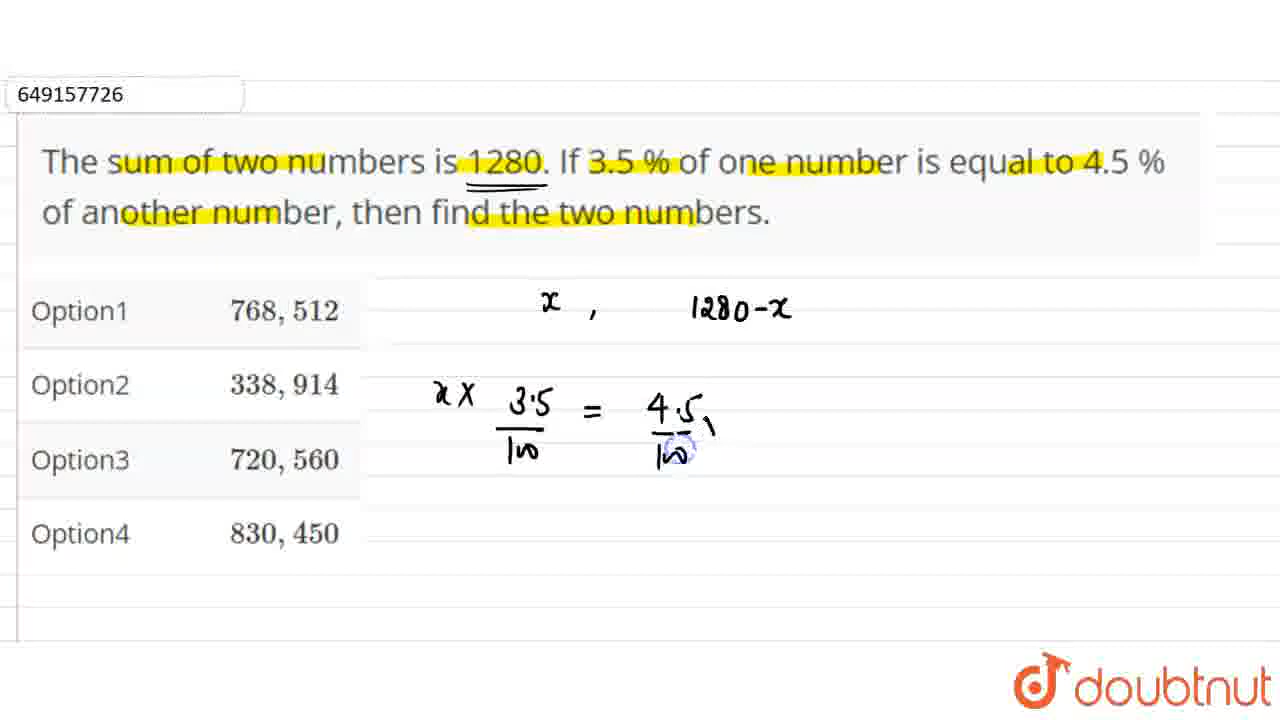 649157726
The sum of two numbers is 1280. If 3.5 % of one number is equal to 4.5 %
of another number, then find the two numbers.
Option1 768, 512
x , 1280-x
Option2 338, 914
x × 3.5/100 = 4.5/100
Option3 720, 560
Option4 830, 450
doubtnut